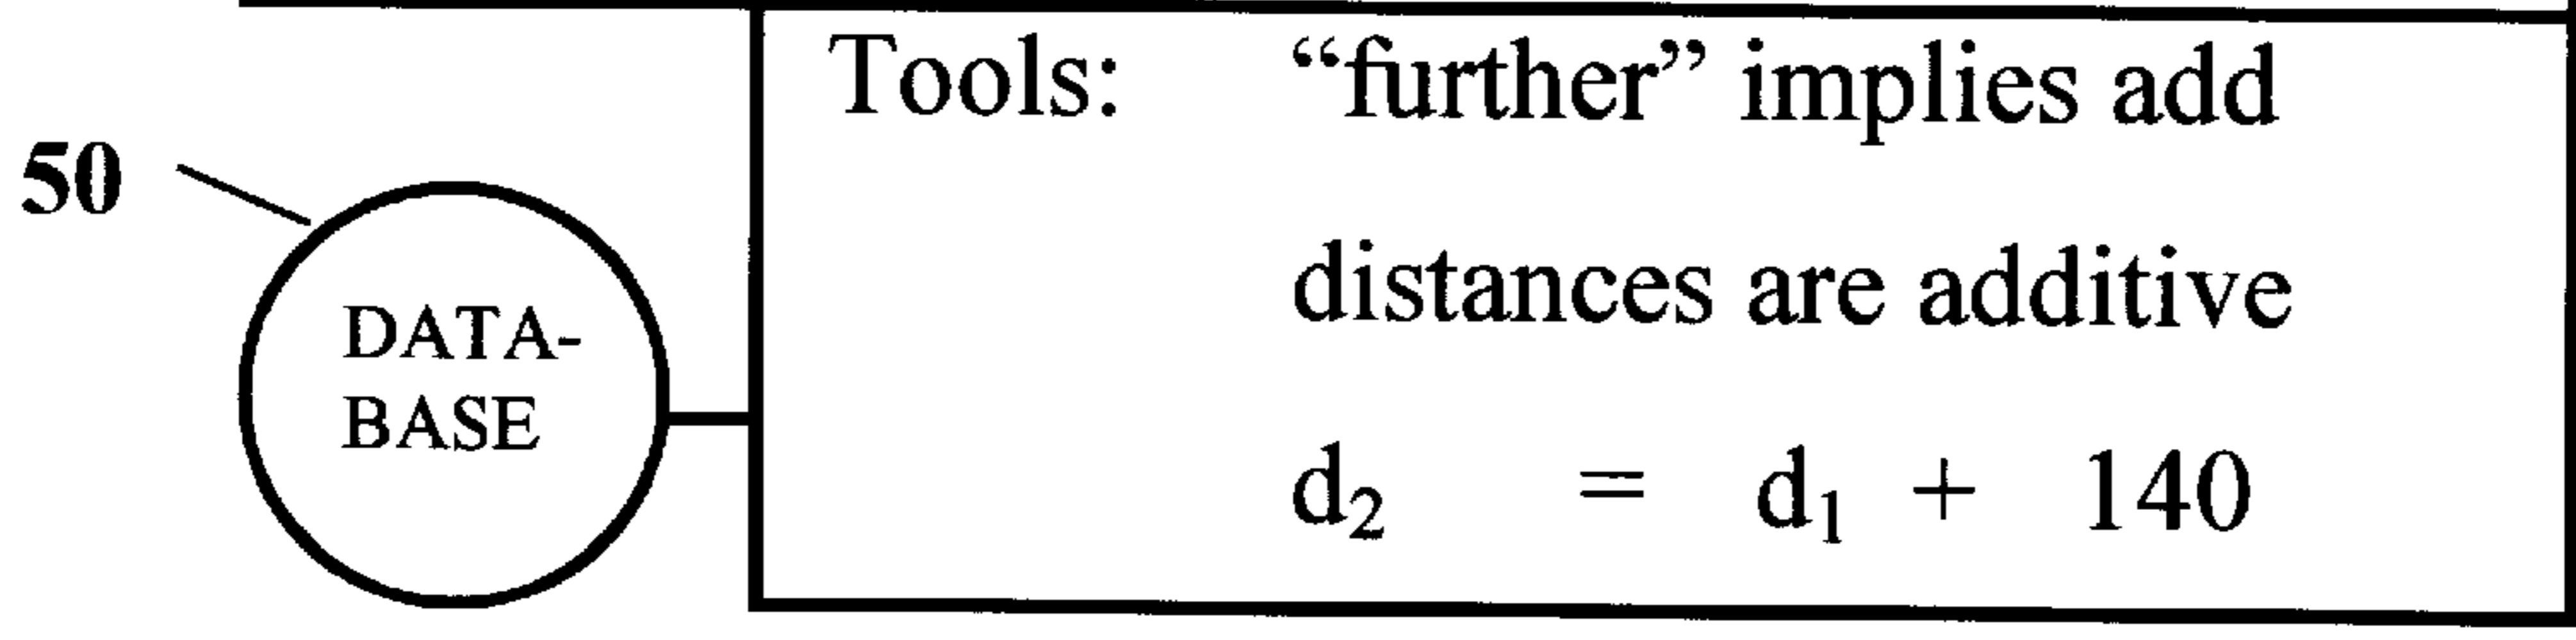 Tools: “further” implies add
50
distances are additive
DATA-
BASE
d₂ = d₁ + 140